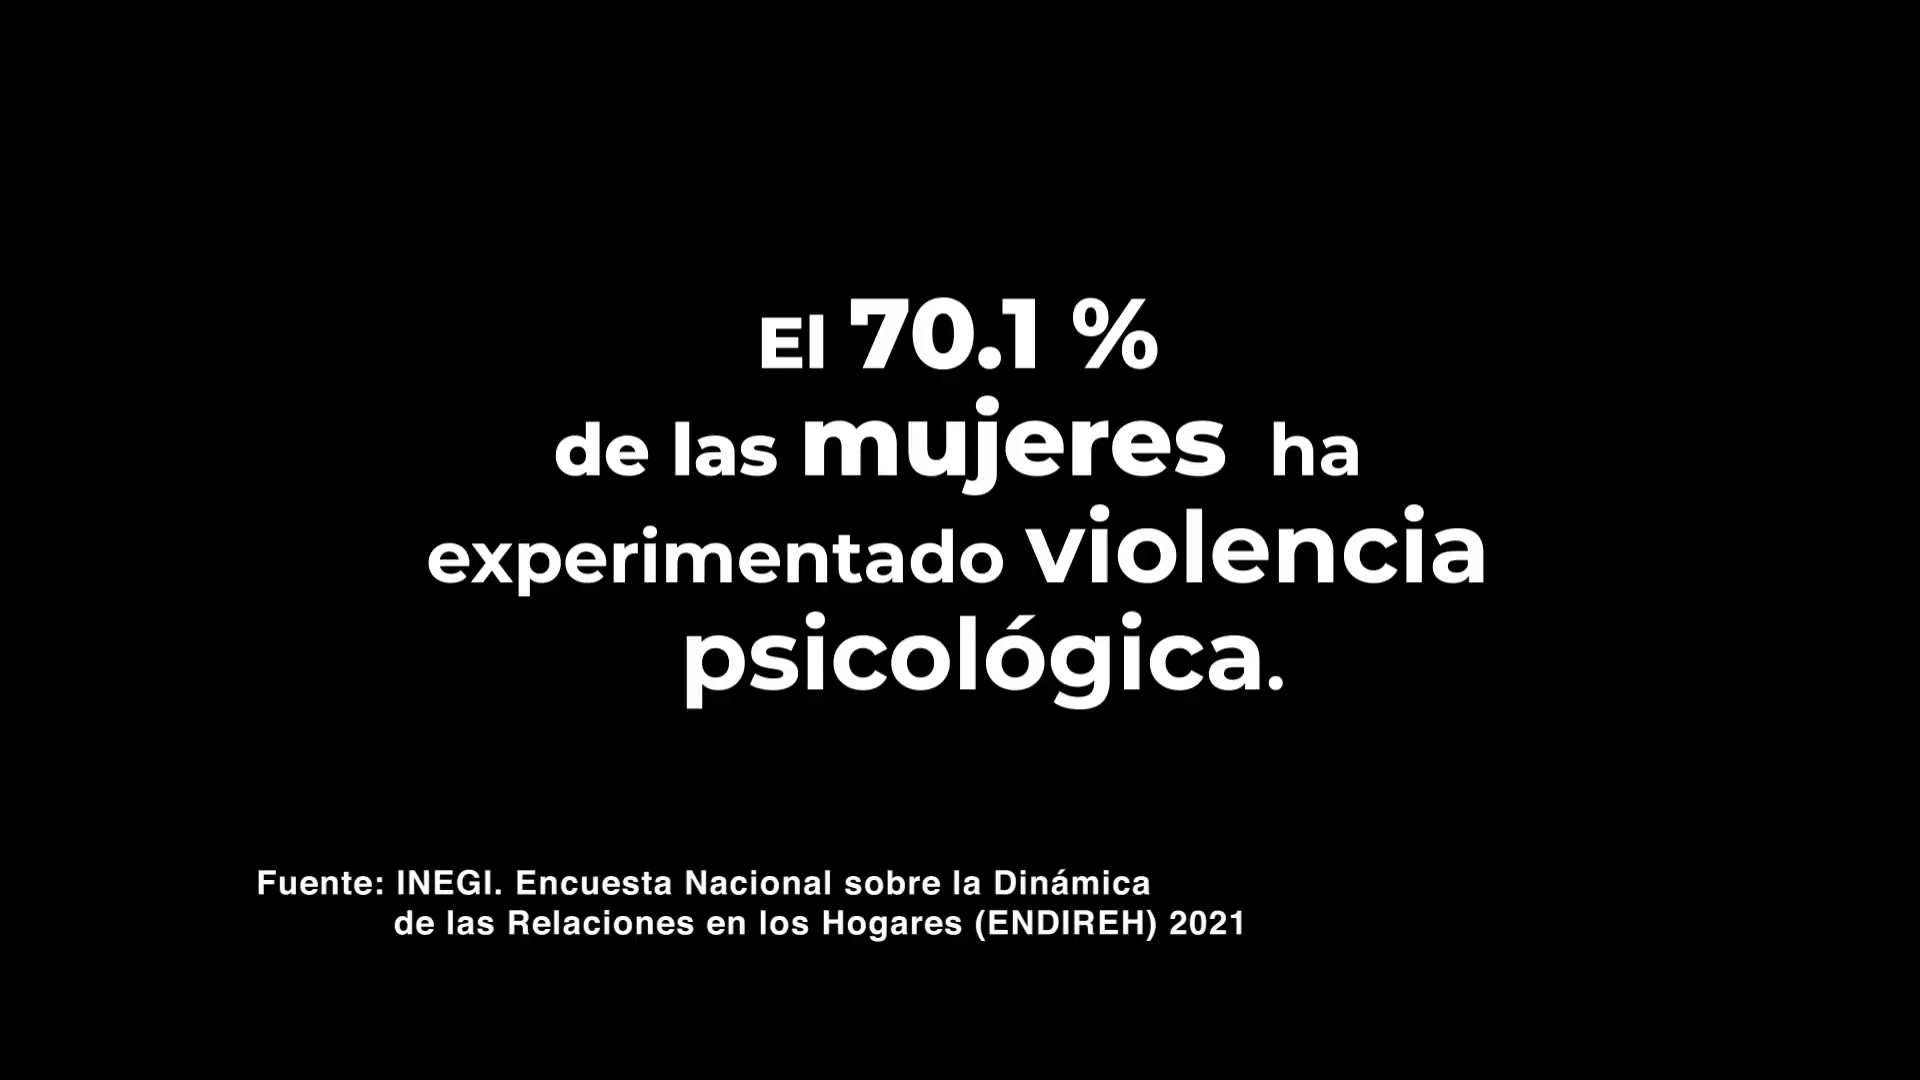 El 70.1 %
de las mujeres ha
experimentado violencia
psicológica.
Fuente: INEGI. Encuesta Nacional sobre la Dinámica
de las Relaciones en los Hogares (ENDIREH) 2021